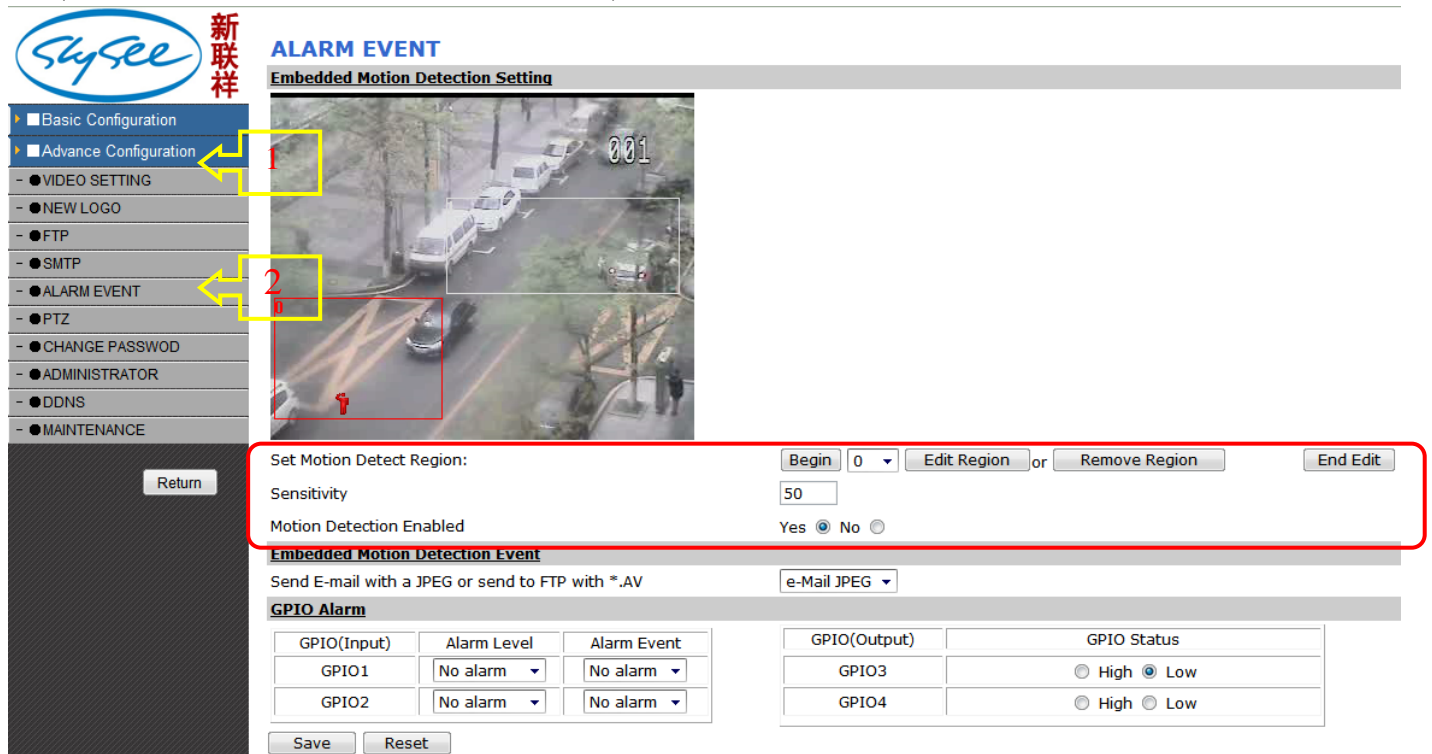 SkySee
新联祥
Basic Configuration
Advance Configuration
VIDEO SETTING
NEW LOGO
FTP
SMTP
ALARM EVENT
PTZ
CHANGE PASSWOD
ADMINISTRATOR
DDNS
MAINTENANCE
Return
1
2
ALARM EVENT
Embedded Motion Detection Setting
001
0
Set Motion Detect Region: Begin 0 Edit Region or Remove Region End Edit
Sensitivity 50
Motion Detection Enabled Yes No
Embedded Motion Detection Event
Send E-mail with a JPEG or send to FTP with *.AV e-Mail JPEG
GPIO Alarm
GPIO(Input) Alarm Level Alarm Event GPIO(Output) GPIO Status
GPIO1 No alarm No alarm GPIO3 High Low
GPIO2 No alarm No alarm GPIO4 High Low
Save Reset